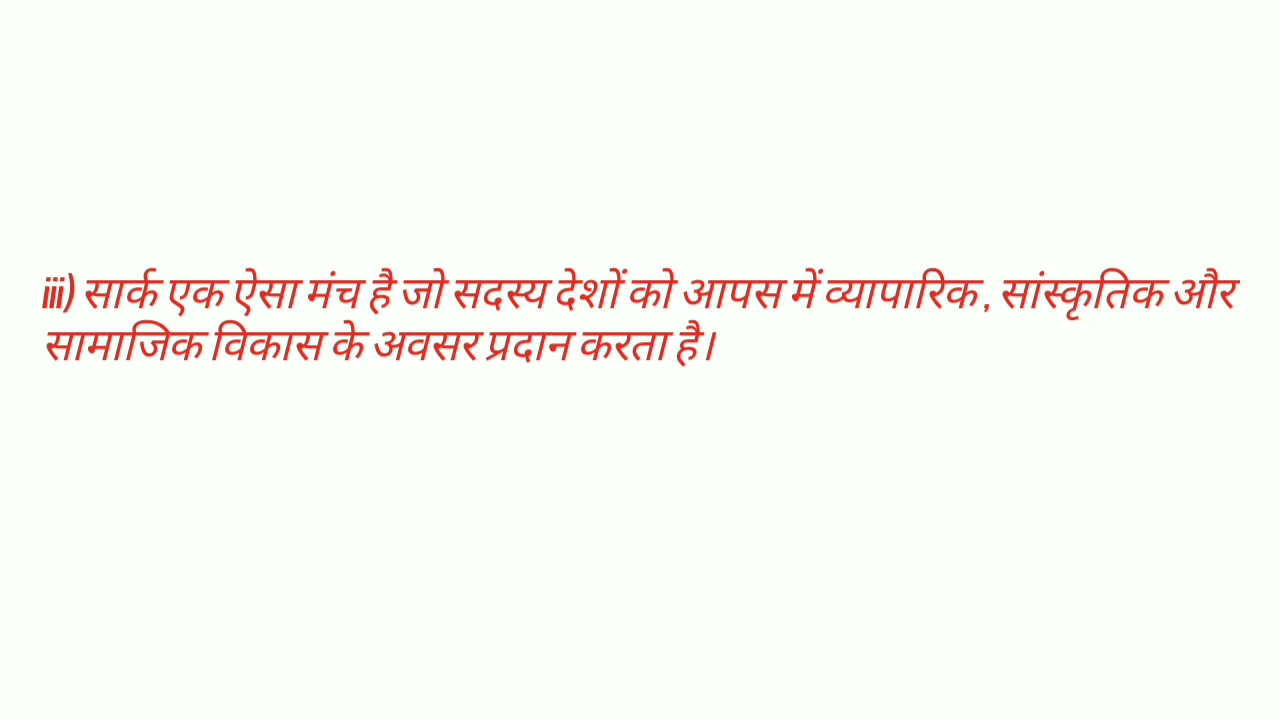 iii) सार्क एक ऐसा मंच है जो सदस्य देशों को आपस में व्यापारिक , सांस्कृतिक और
सामाजिक विकास के अवसर प्रदान करता है।